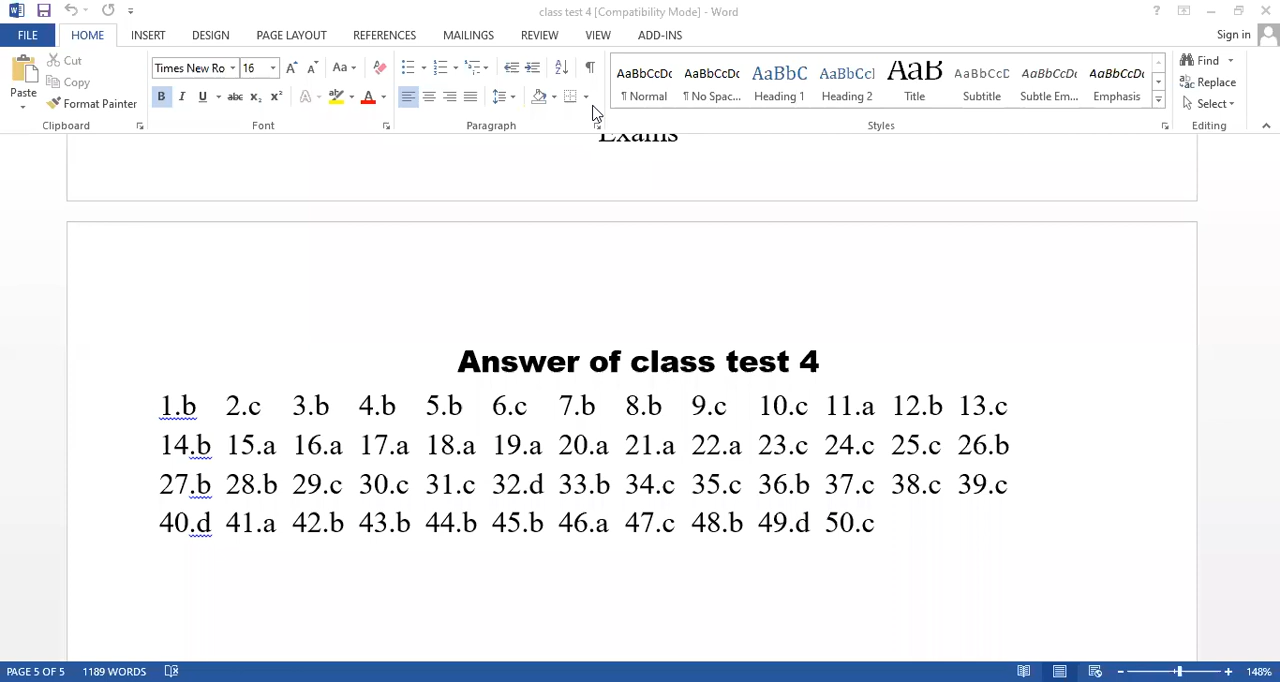 class test 4 [Compatibility Mode] - Word
?
Sign in
FILE HOME INSERT DESIGN PAGE LAYOUT REFERENCES MAILINGS REVIEW VIEW ADD-INS
Paste
Cut
Copy
Format Painter
Clipboard
Times New Ro 16
Font
Paragraph
AaBbCcDc AaBbCcDc AaBbC AaBbCcl AaB AaBbCcD AaBbCcDc AaBbCcDc
¶ Normal ¶ No Spac... Heading 1 Heading 2 Title Subtitle Subtle Em... Emphasis
Styles
Find
Replace
Select
Editing
Exams
Answer of class test 4
1.b 2.c 3.b 4.b 5.b 6.c 7.b 8.b 9.c 10.c 11.a 12.b 13.c
14.b 15.a 16.a 17.a 18.a 19.a 20.a 21.a 22.a 23.c 24.c 25.c 26.b
27.b 28.b 29.c 30.c 31.c 32.d 33.b 34.c 35.c 36.b 37.c 38.c 39.c
40.d 41.a 42.b 43.b 44.b 45.b 46.a 47.c 48.b 49.d 50.c
PAGE 5 OF 5 1189 WORDS
148%